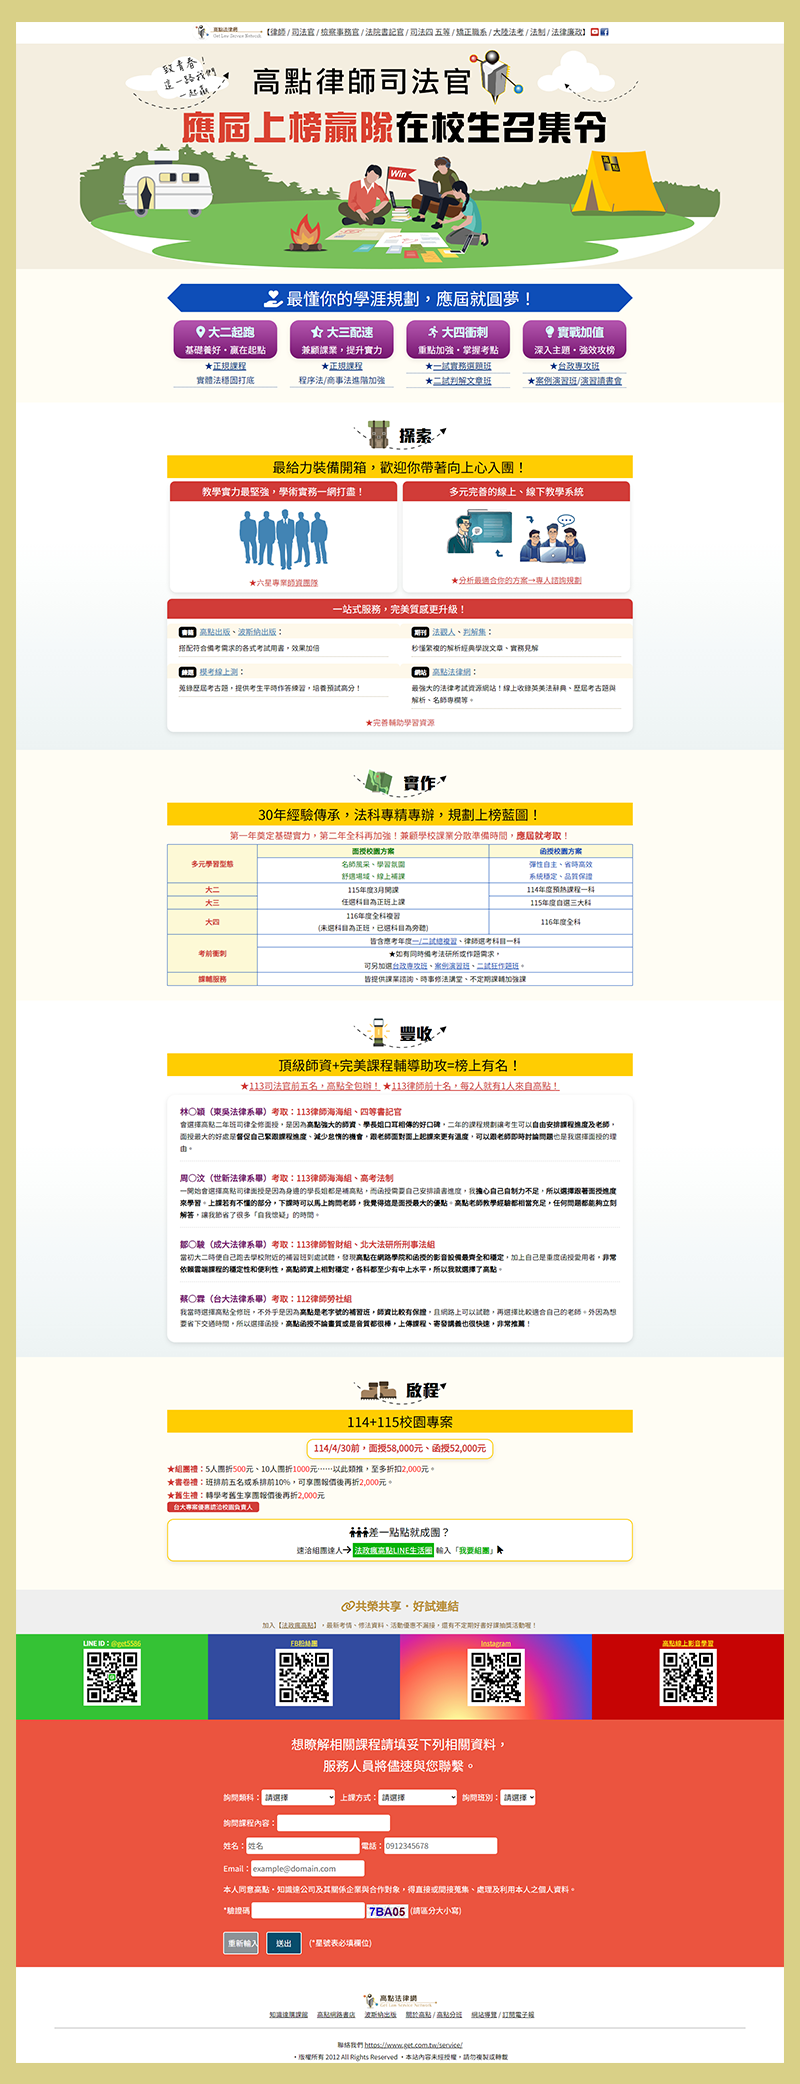 高點法律網
Get Law Service Network
【律師 / 司法官 / 檢察事務官 / 法院書記官 / 司法四 五等 / 矯正職系 / 大陸法考 / 法制 / 法律廉政】
致青春！
這一路我們
一起贏
高點律師司法官
應屆上榜贏隊在校生召集令
Win
高點
最懂你的學涯規劃，應屆就圓夢！
大二起跑
基礎養好・贏在起點
★正規課程
實體法穩固打底
大三配速
兼顧課業，提升實力
★正規課程
程序法/商事法進階加強
大四衝刺
重點加強・掌握考點
★一試實務選題班
★二試判解文章班
實戰加值
深入主題・強效攻榜
★台政專攻班
★案例演習班/演習讀書會
探索
最給力裝備開箱，歡迎你帶著向上心入團！
教學實力最堅強，學術實務一網打盡！
★六星專業師資團隊
多元完善的線上、線下教學系統
★分析最適合你的方案→專人諮詢規劃
一站式服務，完美質感更升級！
書籍 高點出版、波斯納出版：
搭配符合備考需求的各式考試用書，效果加倍
期刊 法觀人、判解集：
秒懂繁複的解析經典學說文章、實務見解
線題 模考線上測：
蒐錄歷屆考古題，提供考生平時作答練習，培養預試高分！
網站 高點法律網：
最強大的法律考試資源網站！線上收錄英美法辭典、歷屆考古題與
解析、名師專欄等。
★完善輔助學習資源
實作
30年經驗傳承，法科專精專辦，規劃上榜藍圖！
第一年奠定基礎實力，第二年全科再加強！兼顧學校課業分散準備時間，應屆就考取！
多元學習型態
面授校園方案
函授校園方案
名師風采、學習氛圍
舒適場域、線上補課
彈性自主、省時高效
系統穩定、品質保證
大二
115年度3月開課
114年度預熱課程一科
大三
任選科目為正班上課
115年度自選三大科
大四
116年度全科複習
(未選科目為正班，已選科目為旁聽)
116年度全科
考前衝刺
皆含應考年度一/二試總複習、律師選考科目一科
★如有同時備考法研所或作題需求，
可另加選台政專攻班、案例演習班、二試狂作題班。
課輔服務
皆提供課業諮詢、時事修法講堂、不定期課輔加強課
豐收
頂級師資+完美課程輔導助攻=榜上有名！
★113司法官前五名，高點全包辦！ ★113律師前十名，每2人就有1人來自高點！
林○穎（東吳法律系畢）考取：113律師海海組、四等書記官
會選擇高點二年班司律全修面授，是因為高點強大的師資、學長姐口耳相傳的好口碑，二年的課程規劃讓考生可以自由安排課程進度及老師，
面授最大的好處是督促自己緊跟課程進度、減少怠惰的機會，跟老師面對面上起課來更有溫度，可以跟老師即時討論問題也是我選擇面授的理
由。
周○汶（世新法律系畢）考取：113律師海海組、高考法制
一開始會選擇高點司律面授是因為身邊的學長姐都是補高點，而函授需要自己安排讀書進度，我擔心自己自制力不足，所以選擇跟著面授進度
來學習。上課若有不懂的部分，下課時可以馬上詢問老師，我覺得這是面授最大的優點。高點老師教學經驗都相當充足，任何問題都能夠立刻
解答，讓我節省了很多「自我懷疑」的時間。
鄒○駿（成大法律系畢）考取：113律師智財組、北大法研所刑事法組
當初大二時便自己跑去學校附近的補習班到處試聽，發現高點在網路學院和函授的影音設備最齊全和穩定，加上自己是重度函授愛用者，非常
依賴雲端課程的穩定性和便利性，高點師資上相對穩定，各科都至少有中上水平，所以我就選擇了高點。
蔡○霖（台大法律系畢）考取：112律師勞社組
我當時選擇高點全修班，不外乎是因為高點是老字號的補習班，師資比較有保證，且網路上可以試聽，再選擇比較適合自己的老師。外因為想
要省下交通時間，所以選擇函授，高點函授不論畫質或是音質都很棒，上傳課程、寄發講義也很快速，非常推薦！
啟程
114+115校園專案
114/4/30前，面授58,000元、函授52,000元
★組團禮：5人團折500元、10人團折1000元⋯⋯以此類推，至多折扣2,000元。
★書卷禮：班排前五名或系排前10%，可享團報價後再折2,000元。
★舊生禮：轉學考舊生享團報價後再折2,000元
台大專案優惠請洽校園負責人
差一點點就成團？
速洽組團達人→ 法政瘋高點LINE生活圈 輸入「我要組團」
共榮共享．好試連結
加入【法政瘋高點】，最新考情、修法資料、活動優惠不漏接，還有不定期好書好課抽獎活動喔！
LINE ID：@get5586
FB粉絲團
Instagram
高點線上影音學習
想瞭解相關課程請填妥下列相關資料，
服務人員將儘速與您聯繫。
詢問類科： 請選擇 上課方式： 請選擇 詢問班別： 請選擇
詢問課程內容：
姓名： 姓名 電話： 0912345678
Email： example@domain.com
本人同意高點・知識達公司及其關係企業與合作對象，得直接或間接蒐集、處理及利用本人之個人資料。
*驗證碼 7BA05 (請區分大小寫)
重新輸入 送出 (*星號表必填欄位)
高點法律網
Get Law Service Network
知識達購課館 高點網路書店 波斯納出版 關於高點 / 高點分班 網站導覽 / 訂閱電子報
聯絡我們 https://www.get.com.tw/service/
・版權所有 2012 All Rights Reserved ・本站內容未經授權，請勿複製或轉載